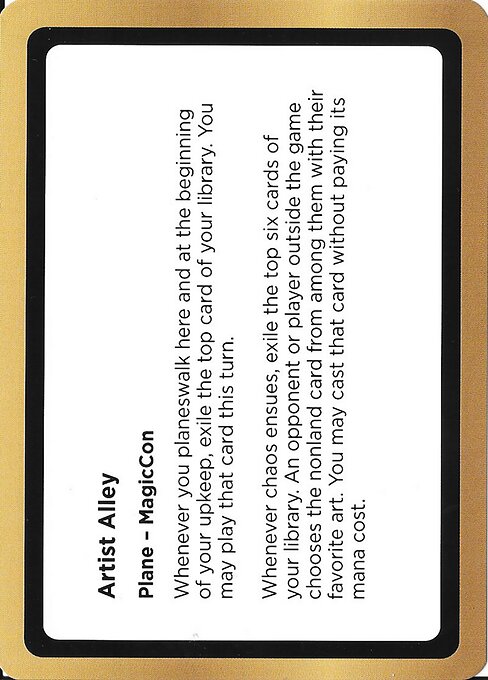 Artist Alley
Plane – MagicCon
Whenever you planeswalk here and at the beginning
of your upkeep, exile the top card of your library. You
may play that card this turn.
Whenever chaos ensues, exile the top six cards of
your library. An opponent or player outside the game
chooses the nonland card from among them with their
favorite art. You may cast that card without paying its
mana cost.